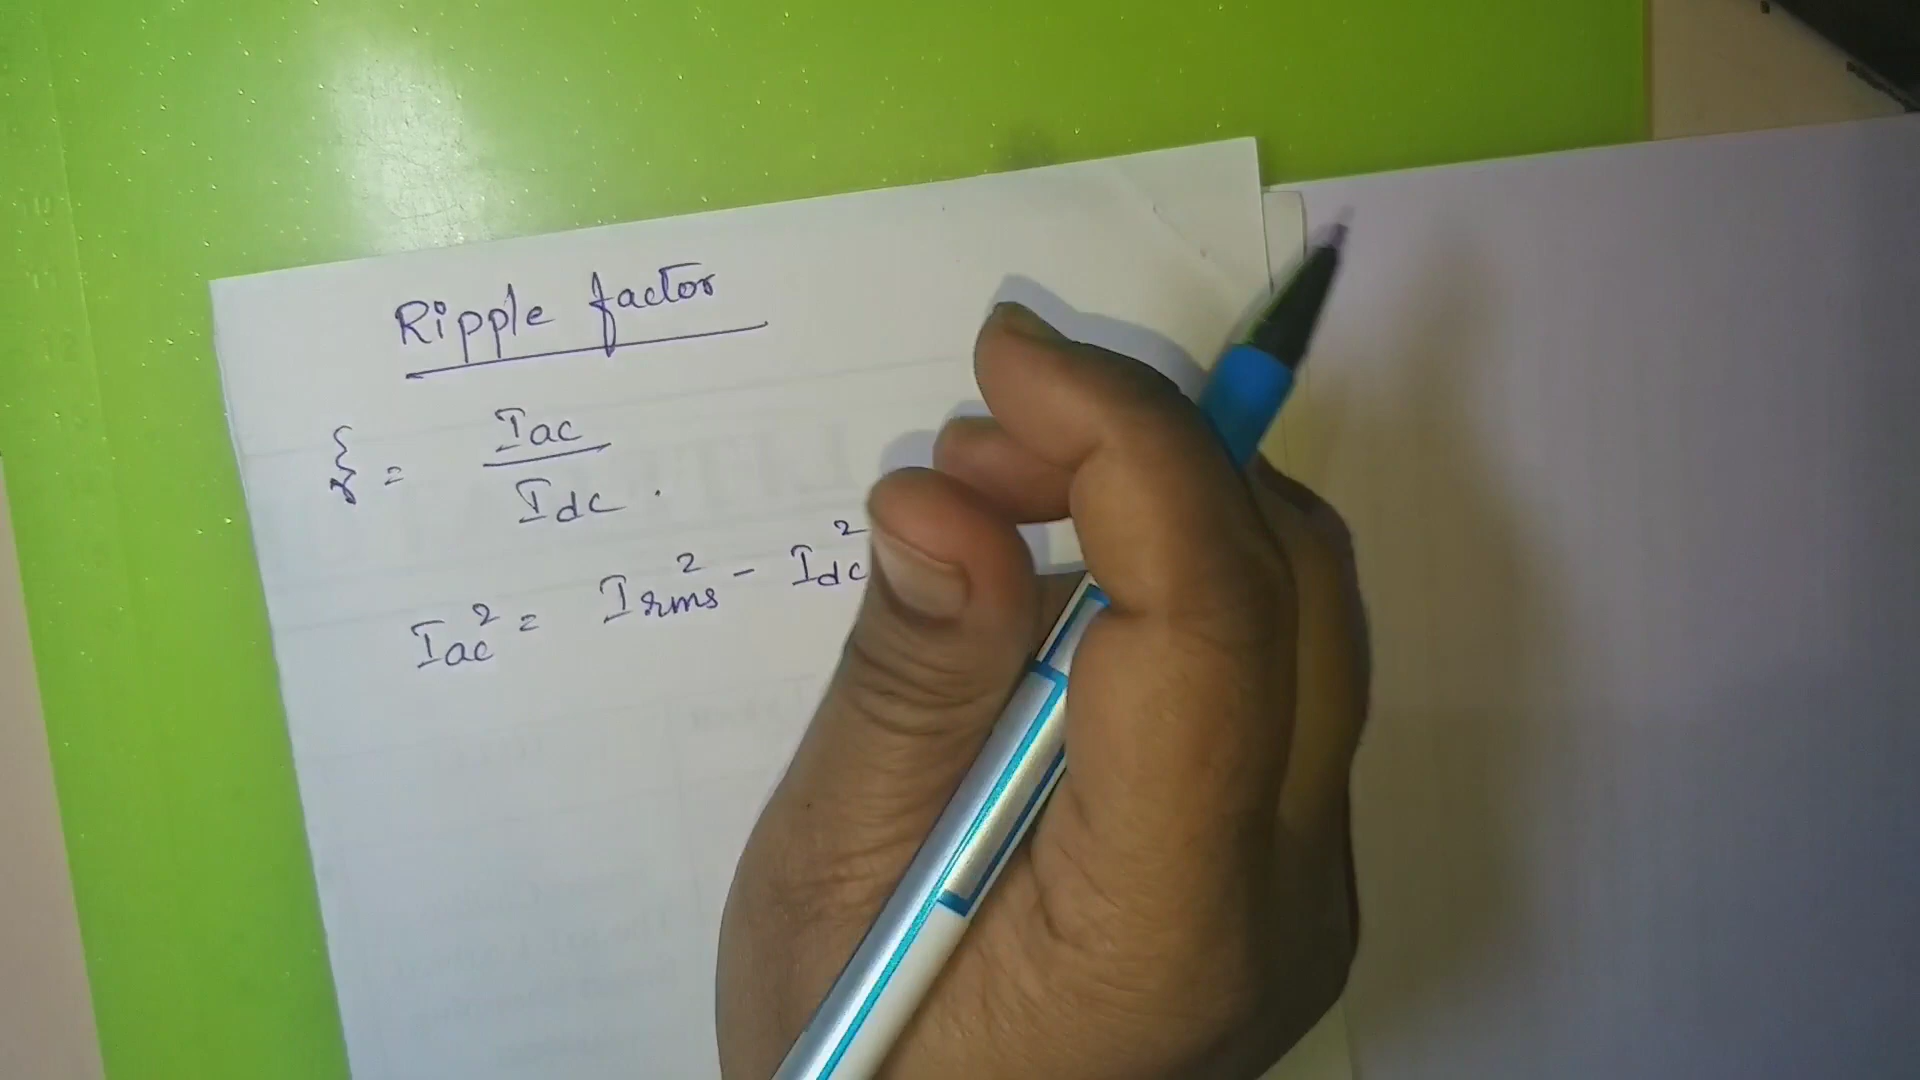 Ripple factor
γ = Iac / Idc .
Iac² = Irms² - Idc²